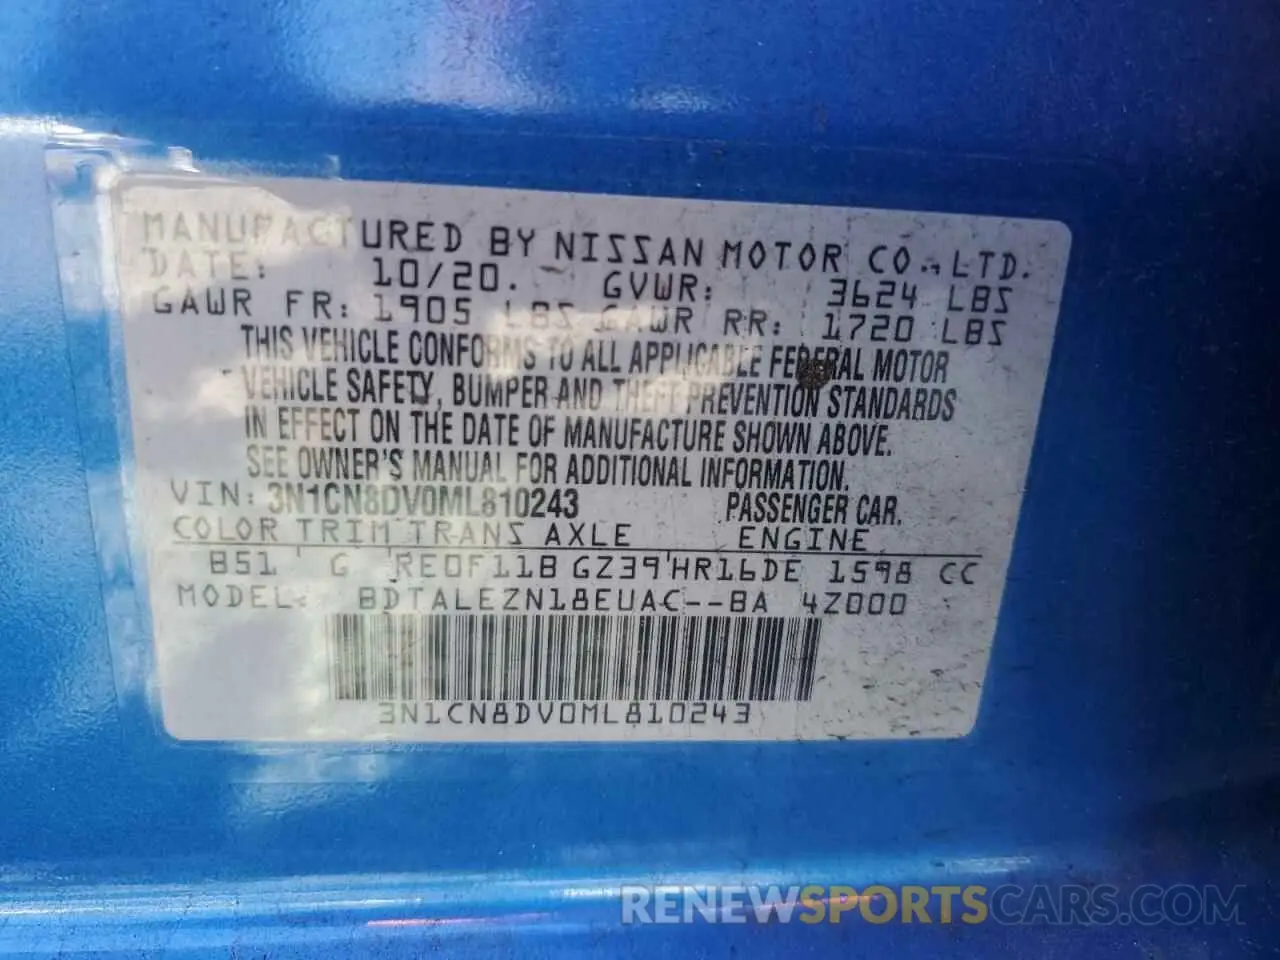 MANUFACTURED BY NISSAN MOTOR CO., LTD.
DATE: 10/20. GVWR: 3624 LBS
GAWR FR: 1905 LBS GAWR RR: 1720 LBS
THIS VEHICLE CONFORMS TO ALL APPLICABLE FEDERAL MOTOR
VEHICLE SAFETY, BUMPER AND THEFT PREVENTION STANDARDS
IN EFFECT ON THE DATE OF MANUFACTURE SHOWN ABOVE.
SEE OWNER'S MANUAL FOR ADDITIONAL INFORMATION.
VIN: 3N1CN8DV0ML810243 PASSENGER CAR.
COLOR TRIM TRANS AXLE ENGINE
B51 G RE0F11B GZ39 HR16DE 1598 CC
MODEL: BDTALEZN18EUAC--BA 4Z000
3N1CN8DV0ML810243
RENEWSPORTSCARS.COM